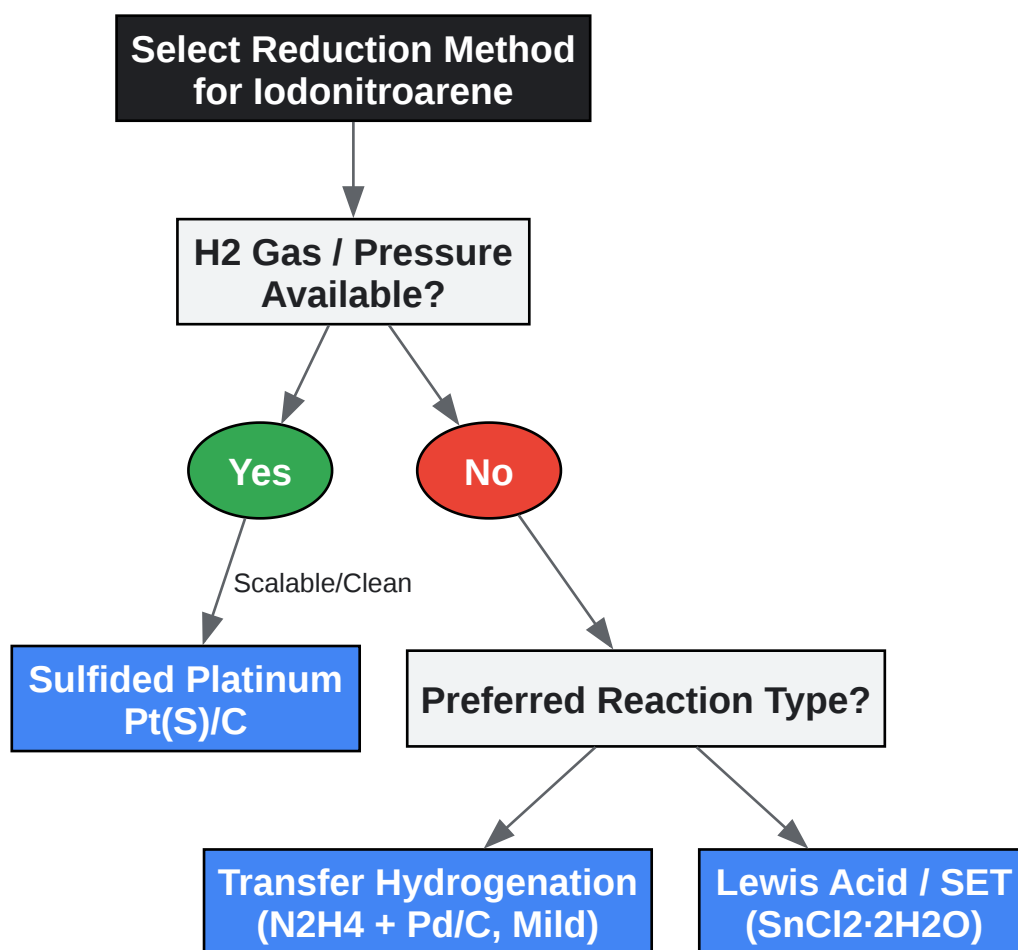 Select Reduction Method
for Iodonitroarene
H2 Gas / Pressure
Available?
Yes
No
Scalable/Clean
Sulfided Platinum
Pt(S)/C
Preferred Reaction Type?
Transfer Hydrogenation
(N2H4 + Pd/C, Mild)
Lewis Acid / SET
(SnCl2·2H2O)